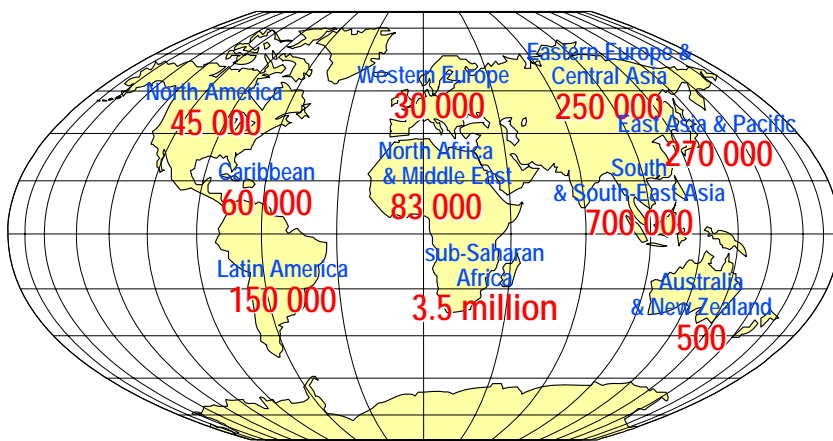 North America
45 000
Western Europe
30 000
Eastern Europe &
Central Asia
250 000
East Asia & Pacific
270 000
Caribbean
60 000
North Africa
& Middle East
83 000
South
& South-East Asia
700 000
Latin America
150 000
sub-Saharan
Africa
3.5 million
Australia
& New Zealand
500